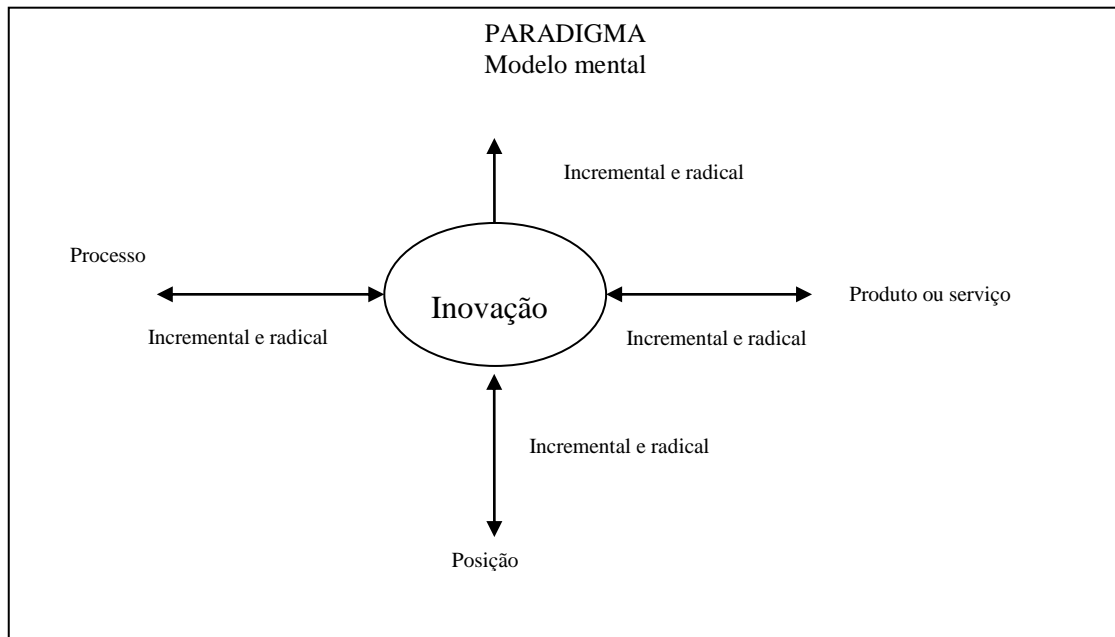 PARADIGMA
Modelo mental
Incremental e radical
Processo
Inovação
Produto ou serviço
Incremental e radical
Incremental e radical
Incremental e radical
Posição